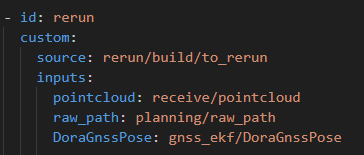 - id: rerun
  custom:
    source: rerun/build/to_rerun
    inputs:
      pointcloud: receive/pointcloud
      raw_path: planning/raw_path
      DoraGnssPose: gnss_ekf/DoraGnssPose